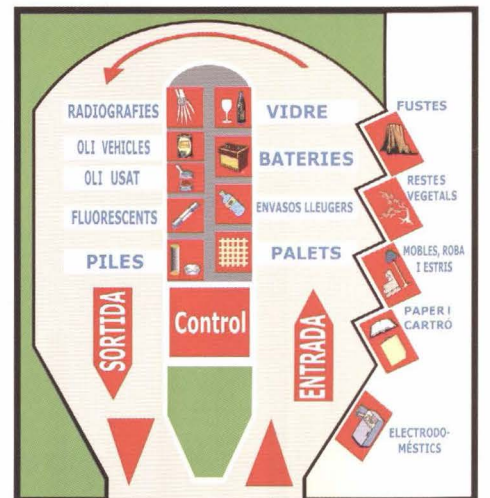 RADIOGRAFIES
OLI VEHICLES
OLI USAT
FLUORESCENTS
PILES
VIDRE
BATERIES
ENVASOS LLEUGERS
PALETS
FUSTES
RESTES
VEGETALS
MOBLES, ROBA
I ESTRIS
PAPER I
CARTRÓ
ELECTRODO-
MÉSTICS
SORTIDA
Control
ENTRADA